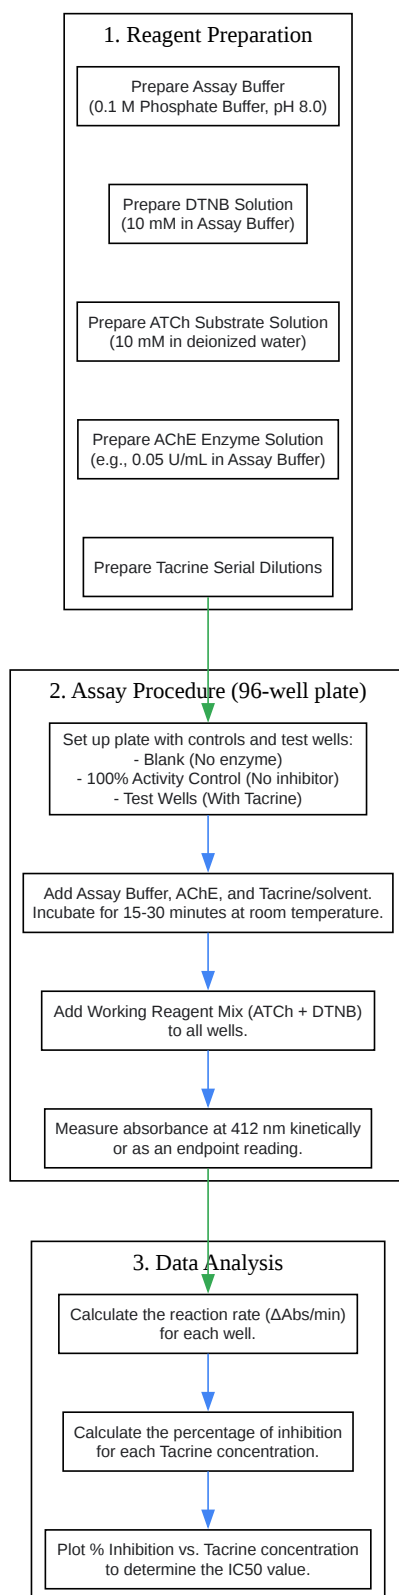 1. Reagent Preparation
Prepare Assay Buffer
(0.1 M Phosphate Buffer, pH 8.0)
Prepare DTNB Solution
(10 mM in Assay Buffer)
Prepare ATCh Substrate Solution
(10 mM in deionized water)
Prepare AChE Enzyme Solution
(e.g., 0.05 U/mL in Assay Buffer)
Prepare Tacrine Serial Dilutions
2. Assay Procedure (96-well plate)
Set up plate with controls and test wells:
- Blank (No enzyme)
- 100% Activity Control (No inhibitor)
- Test Wells (With Tacrine)
Add Assay Buffer, AChE, and Tacrine/solvent.
Incubate for 15-30 minutes at room temperature.
Add Working Reagent Mix (ATCh + DTNB)
to all wells.
Measure absorbance at 412 nm kinetically
or as an endpoint reading.
3. Data Analysis
Calculate the reaction rate (ΔAbs/min)
for each well.
Calculate the percentage of inhibition
for each Tacrine concentration.
Plot % Inhibition vs. Tacrine concentration
to determine the IC50 value.